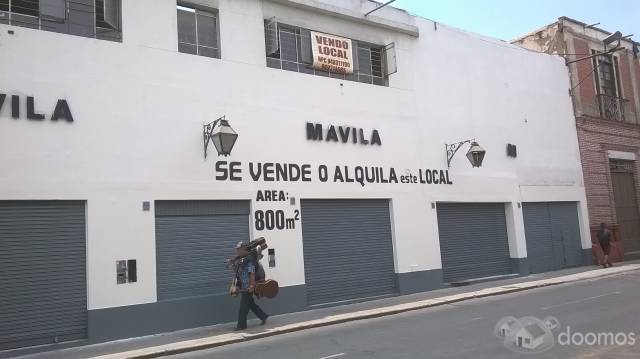 VENDO
LOCAL
VILA
MAVILA
M
SE VENDE O ALQUILA este LOCAL
AREA:
800m²
doomos